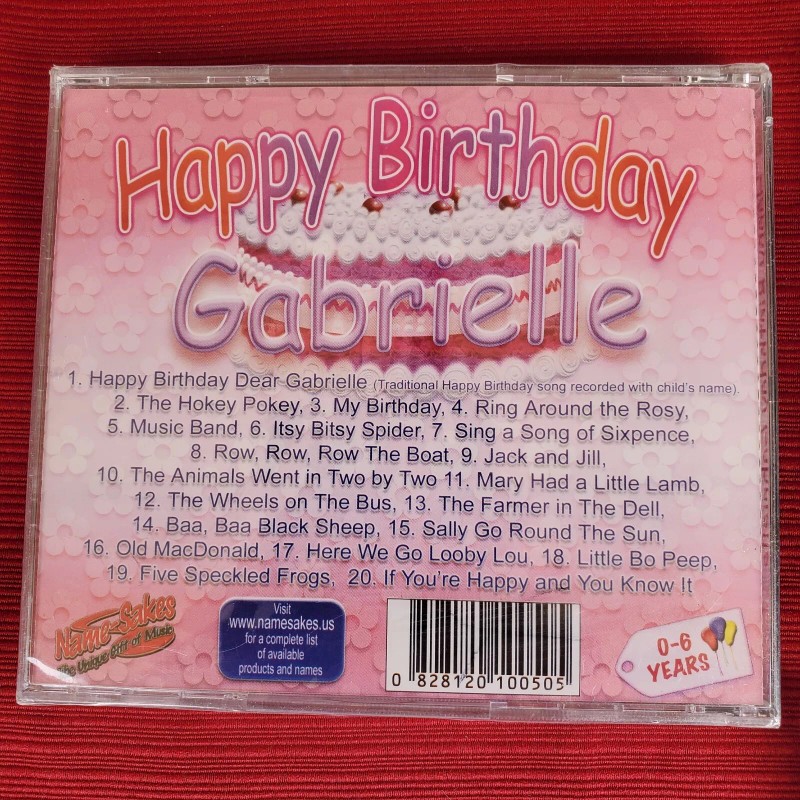 Happy Birthday
Gabrielle
1. Happy Birthday Dear Gabrielle (Traditional Happy Birthday song recorded with child's name).
2. The Hokey Pokey, 3. My Birthday, 4. Ring Around the Rosy,
5. Music Band, 6. Itsy Bitsy Spider, 7. Sing a Song of Sixpence,
8. Row, Row, Row The Boat, 9. Jack and Jill,
10. The Animals Went in Two by Two 11. Mary Had a Little Lamb,
12. The Wheels on The Bus, 13. The Farmer in The Dell,
14. Baa, Baa Black Sheep, 15. Sally Go Round The Sun,
16. Old MacDonald, 17. Here We Go Looby Lou, 18. Little Bo Peep,
19. Five Speckled Frogs, 20. If You're Happy and You Know It
Name-Sakes
The Unique Gift of Music
Visit
www.namesakes.us
for a complete list
of available
products and names
0 828120 100505
0-6
YEARS